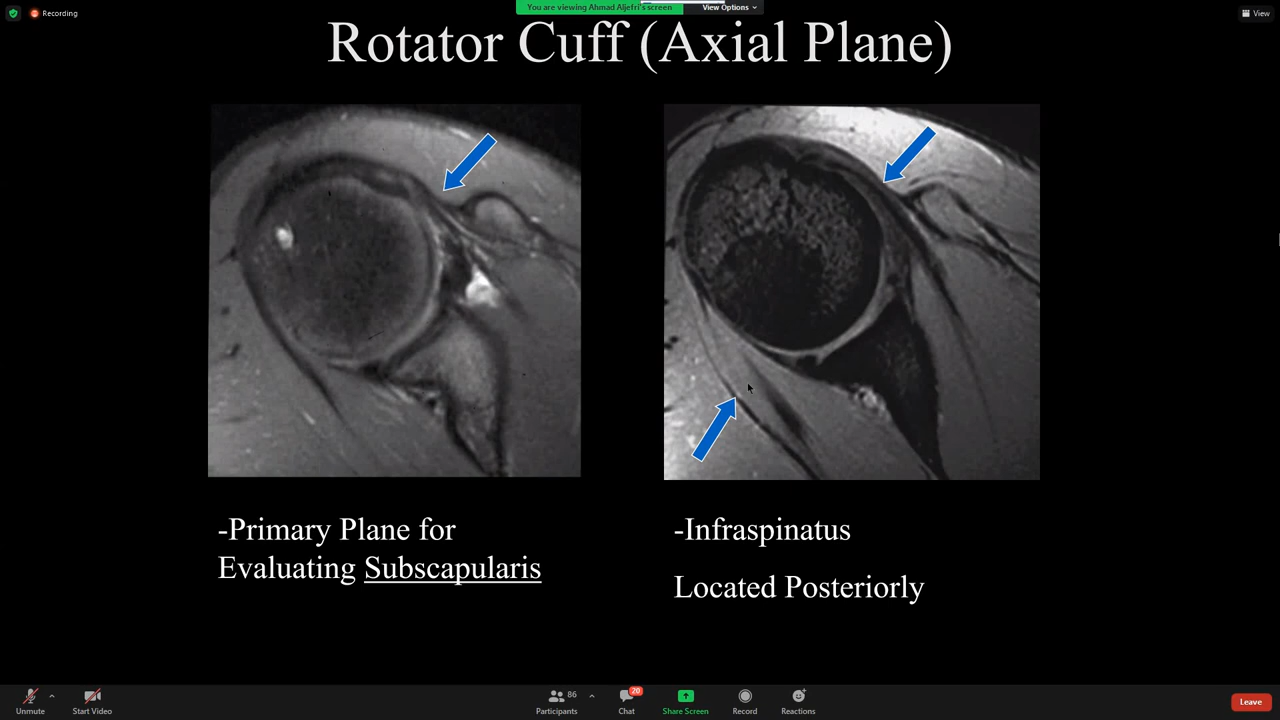 You are viewing Ahmad Aljefri's screen
View Options
Recording
View
Rotator Cuff (Axial Plane)
-Primary Plane for
Evaluating Subscapularis
-Infraspinatus
Located Posteriorly
Unmute
Start Video
86
Participants
20
Chat
Share Screen
Record
Reactions
Leave